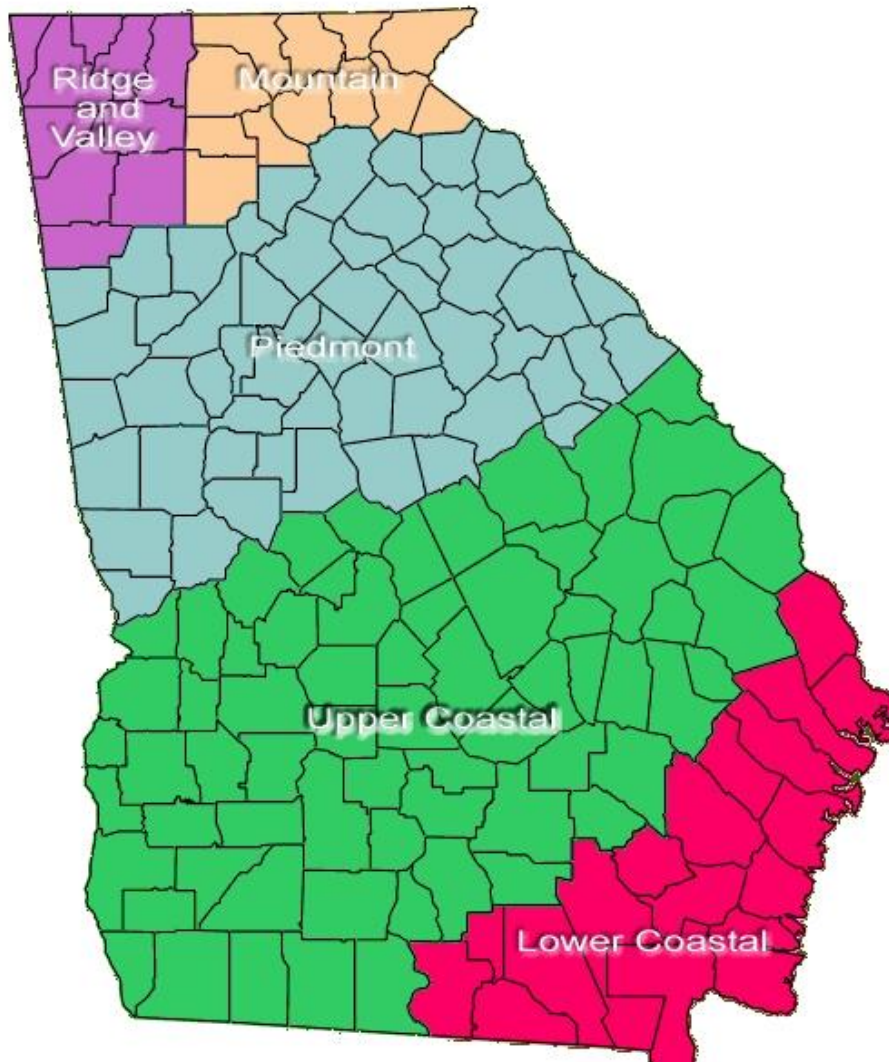 Ridge
and
Valley
Mountain
Piedmont
Upper Coastal
Lower Coastal